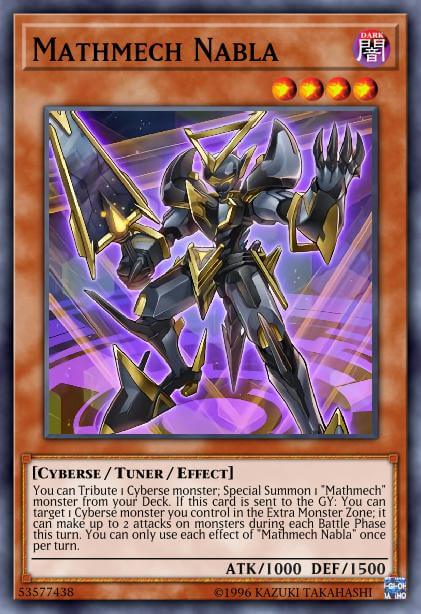 Mathmech Nabla
DARK
闇
[Cyberse / Tuner / Effect]
You can Tribute 1 Cyberse monster; Special Summon 1 "Mathmech"
monster from your Deck. If this card is sent to the GY: You can
target 1 Cyberse monster you control in the Extra Monster Zone; it
can make up to 2 attacks on monsters during each Battle Phase
this turn. You can only use each effect of "Mathmech Nabla" once
per turn.
ATK/1000 DEF/1500
53577438
©1996 KAZUKI TAKAHASHI